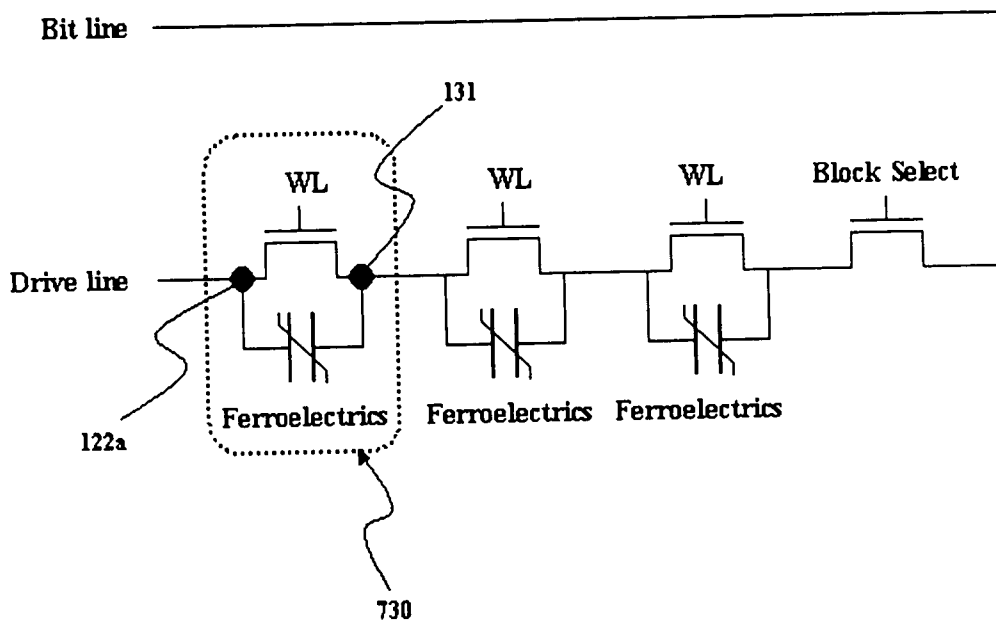 Bit line
131
WL
WL
WL
Block Select
Drive line
Ferroelectrics
Ferroelectrics
Ferroelectrics
122a
730